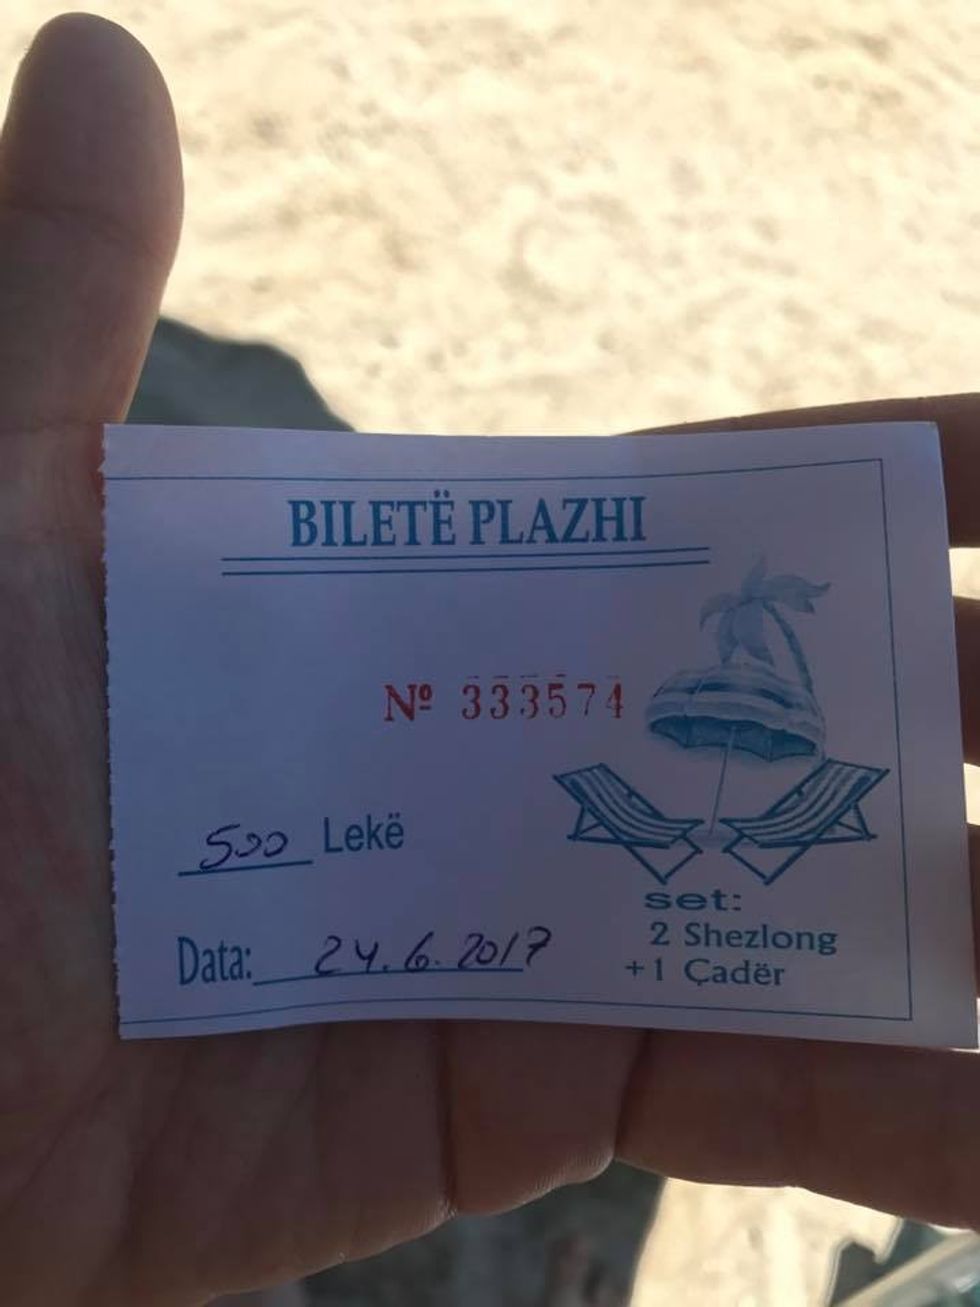 BILETË PLAZHI
Nº 333574
500 Lekë
Data: 24.6.2017
set:
2 Shezlong
+1 Çadër